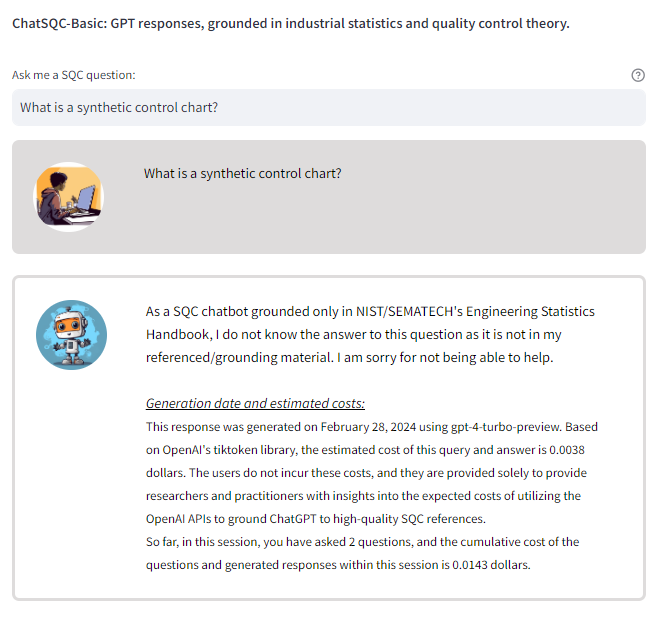 ChatSQC-Basic: GPT responses, grounded in industrial statistics and quality control theory.
Ask me a SQC question:
What is a synthetic control chart?
What is a synthetic control chart?
As a SQC chatbot grounded only in NIST/SEMATECH's Engineering Statistics
Handbook, I do not know the answer to this question as it is not in my
referenced/grounding material. I am sorry for not being able to help.
Generation date and estimated costs:
This response was generated on February 28, 2024 using gpt-4-turbo-preview. Based
on OpenAI's tiktoken library, the estimated cost of this query and answer is 0.0038
dollars. The users do not incur these costs, and they are provided solely to provide
researchers and practitioners with insights into the expected costs of utilizing the
OpenAI APIs to ground ChatGPT to high-quality SQC references.
So far, in this session, you have asked 2 questions, and the cumulative cost of the
questions and generated responses within this session is 0.0143 dollars.